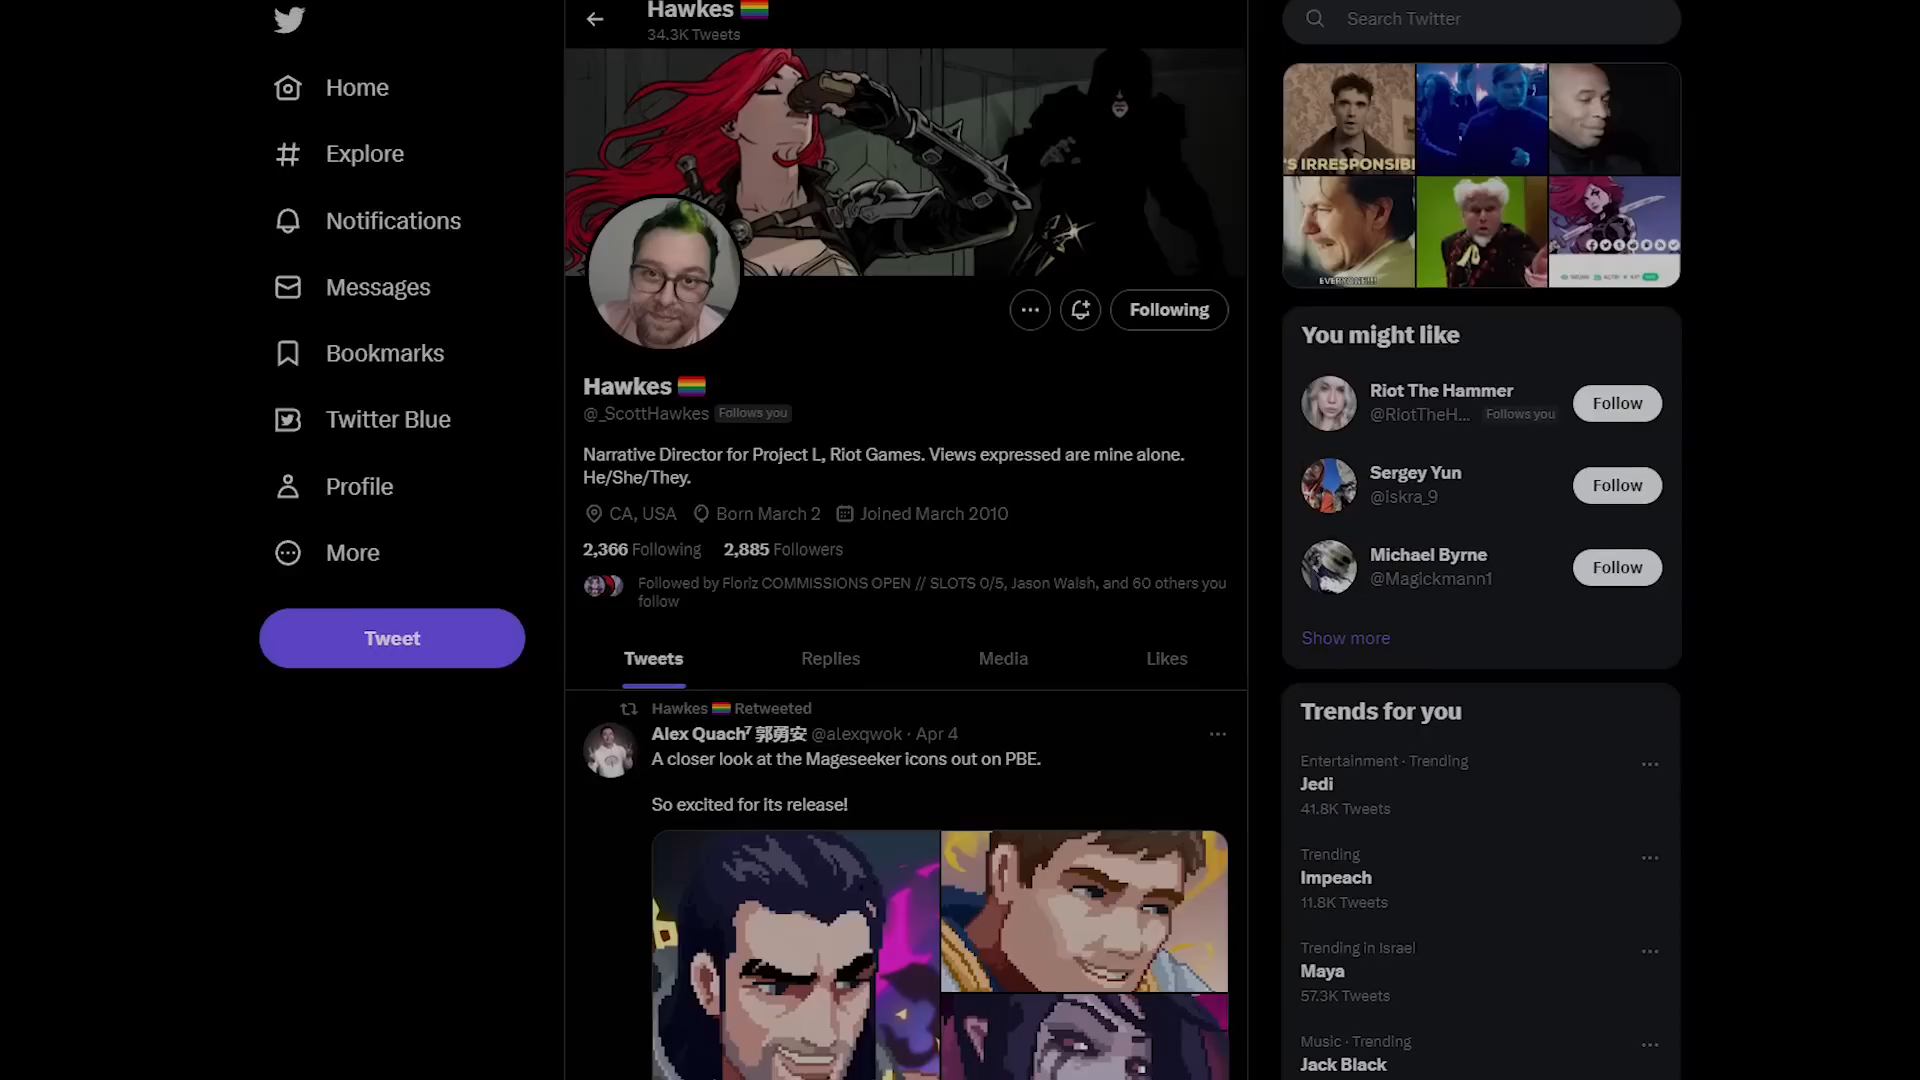 Home
Explore
Notifications
Messages
Bookmarks
Twitter Blue
Profile
More
Tweet
Hawkes 🏳️‍🌈
34.3K Tweets
Following
Hawkes 🏳️‍🌈
@_ScottHawkes Follows you
Narrative Director for Project L, Riot Games. Views expressed are mine alone.
He/She/They.
CA, USA Born March 2 Joined March 2010
2,366 Following 2,885 Followers
Followed by Floriz COMMISSIONS OPEN // SLOTS 0/5, Jason Walsh, and 60 others you
follow
Tweets Replies Media Likes
Hawkes 🏳️‍🌈 Retweeted
Alex Quach⁷ 郭勇安 @alexqwok · Apr 4
A closer look at the Mageseeker icons out on PBE.
So excited for its release!
Search Twitter
'S IRRESPONSIBI
EVERYONE!!!!
You might like
Riot The Hammer
@RiotTheH... Follows you
Follow
Sergey Yun
@iskra_9
Follow
Michael Byrne
@Magickmann1
Follow
Show more
Trends for you
Entertainment · Trending
Jedi
41.8K Tweets
Trending
Impeach
11.8K Tweets
Trending in Israel
Maya
57.3K Tweets
Music · Trending
Jack Black